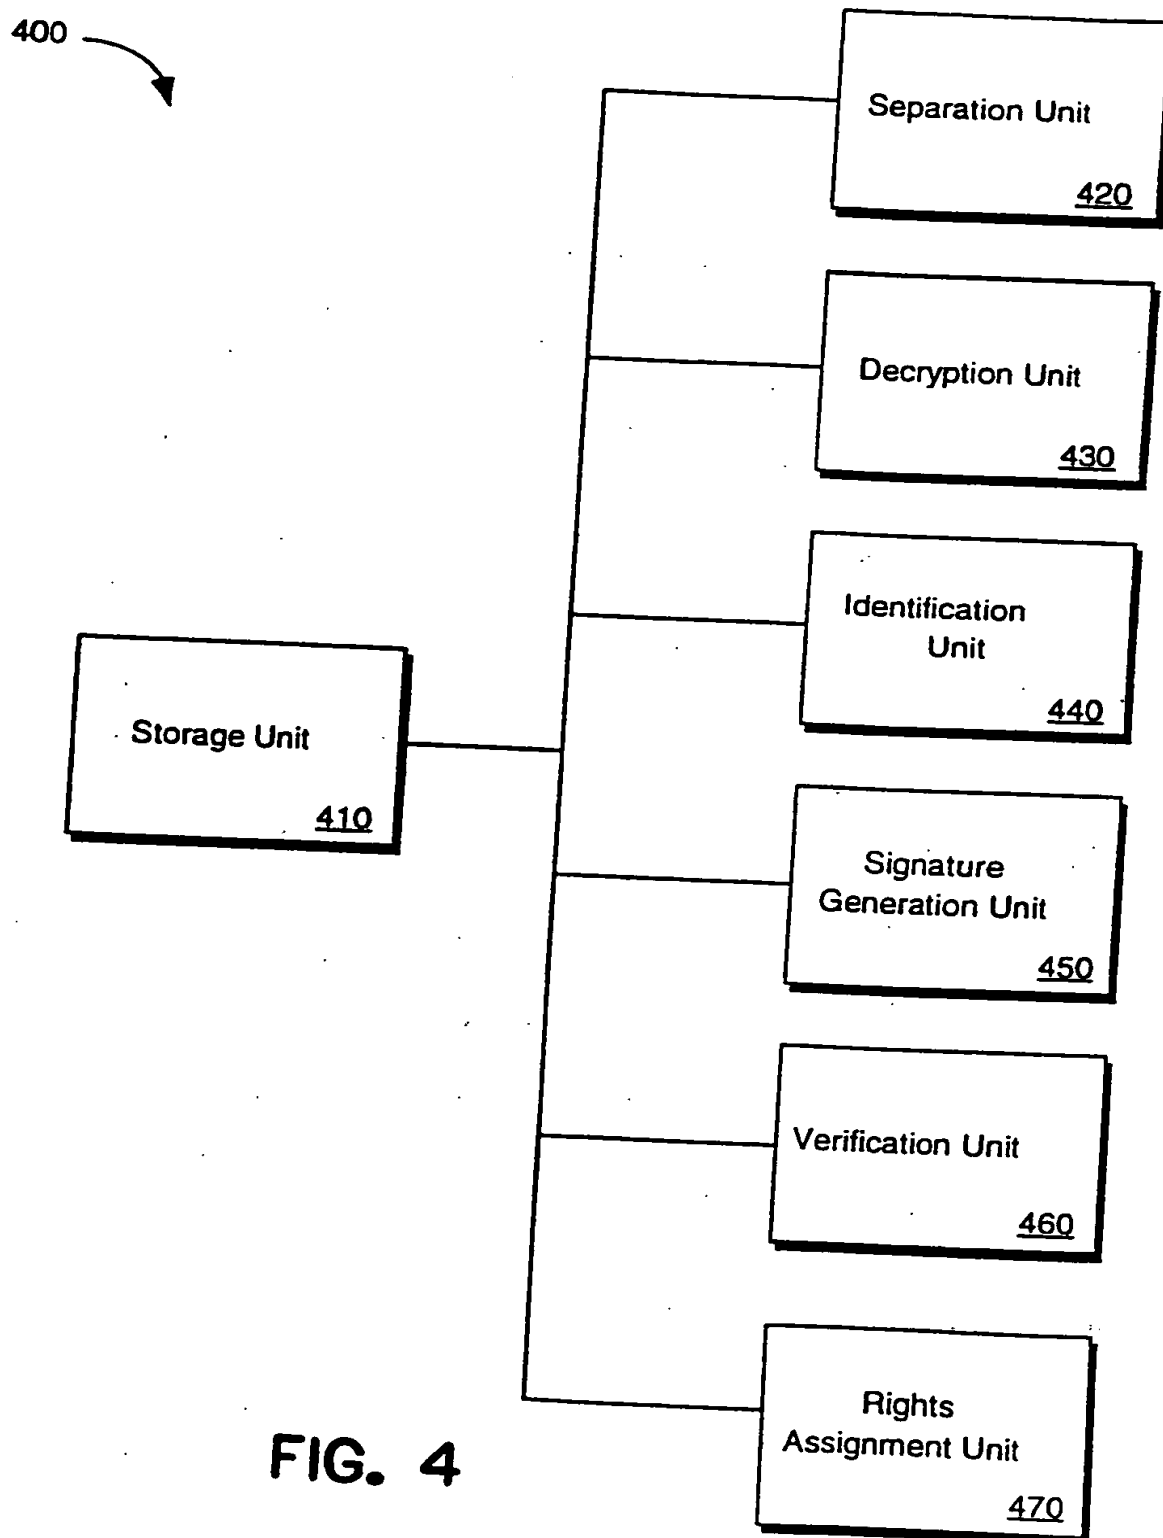 400
Separation Unit
420
Decryption Unit
430
Identification
Unit
440
Storage Unit
410
Signature
Generation Unit
450
Verification Unit
460
Rights
Assignment Unit
470
FIG. 4